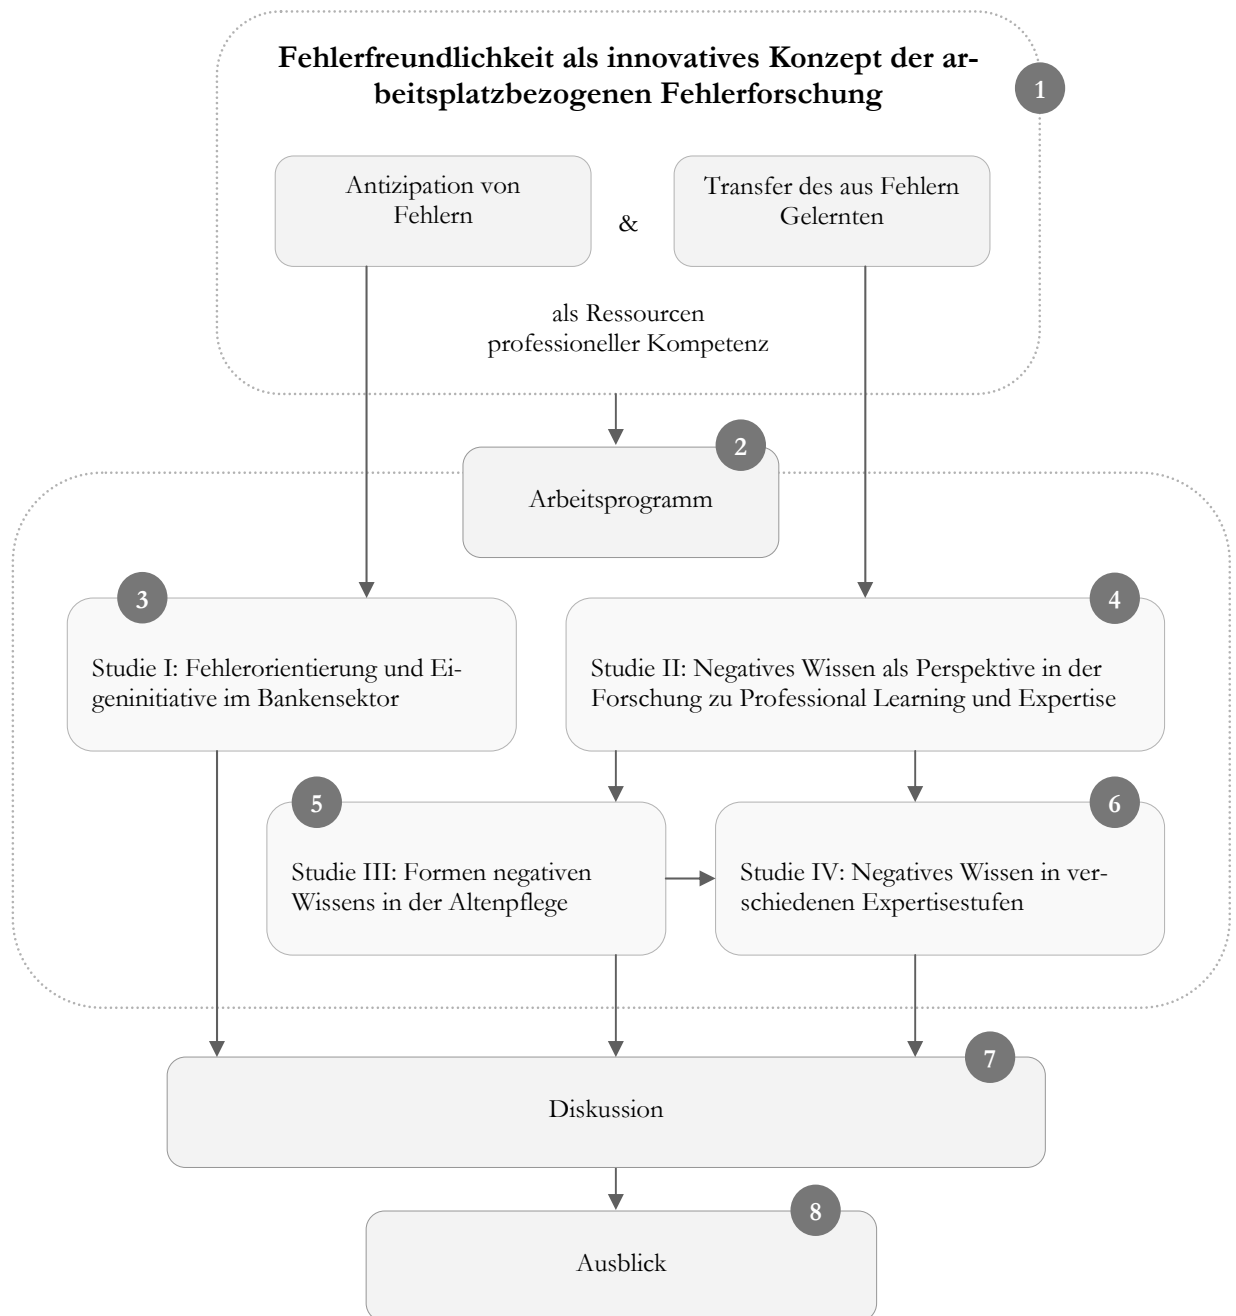 Fehlerfreundlichkeit als innovatives Konzept der ar-
beitsplatzbezogenen Fehlerforschung
1
Antizipation von
Fehlern
&
Transfer des aus Fehlern
Gelernten
als Ressourcen
professioneller Kompetenz
2
Arbeitsprogramm
3
Studie I: Fehlerorientierung und Ei-
geninitiative im Bankensektor
4
Studie II: Negatives Wissen als Perspektive in der
Forschung zu Professional Learning und Expertise
5
Studie III: Formen negativen
Wissens in der Altenpflege
6
Studie IV: Negatives Wissen in ver-
schiedenen Expertisestufen
7
Diskussion
8
Ausblick